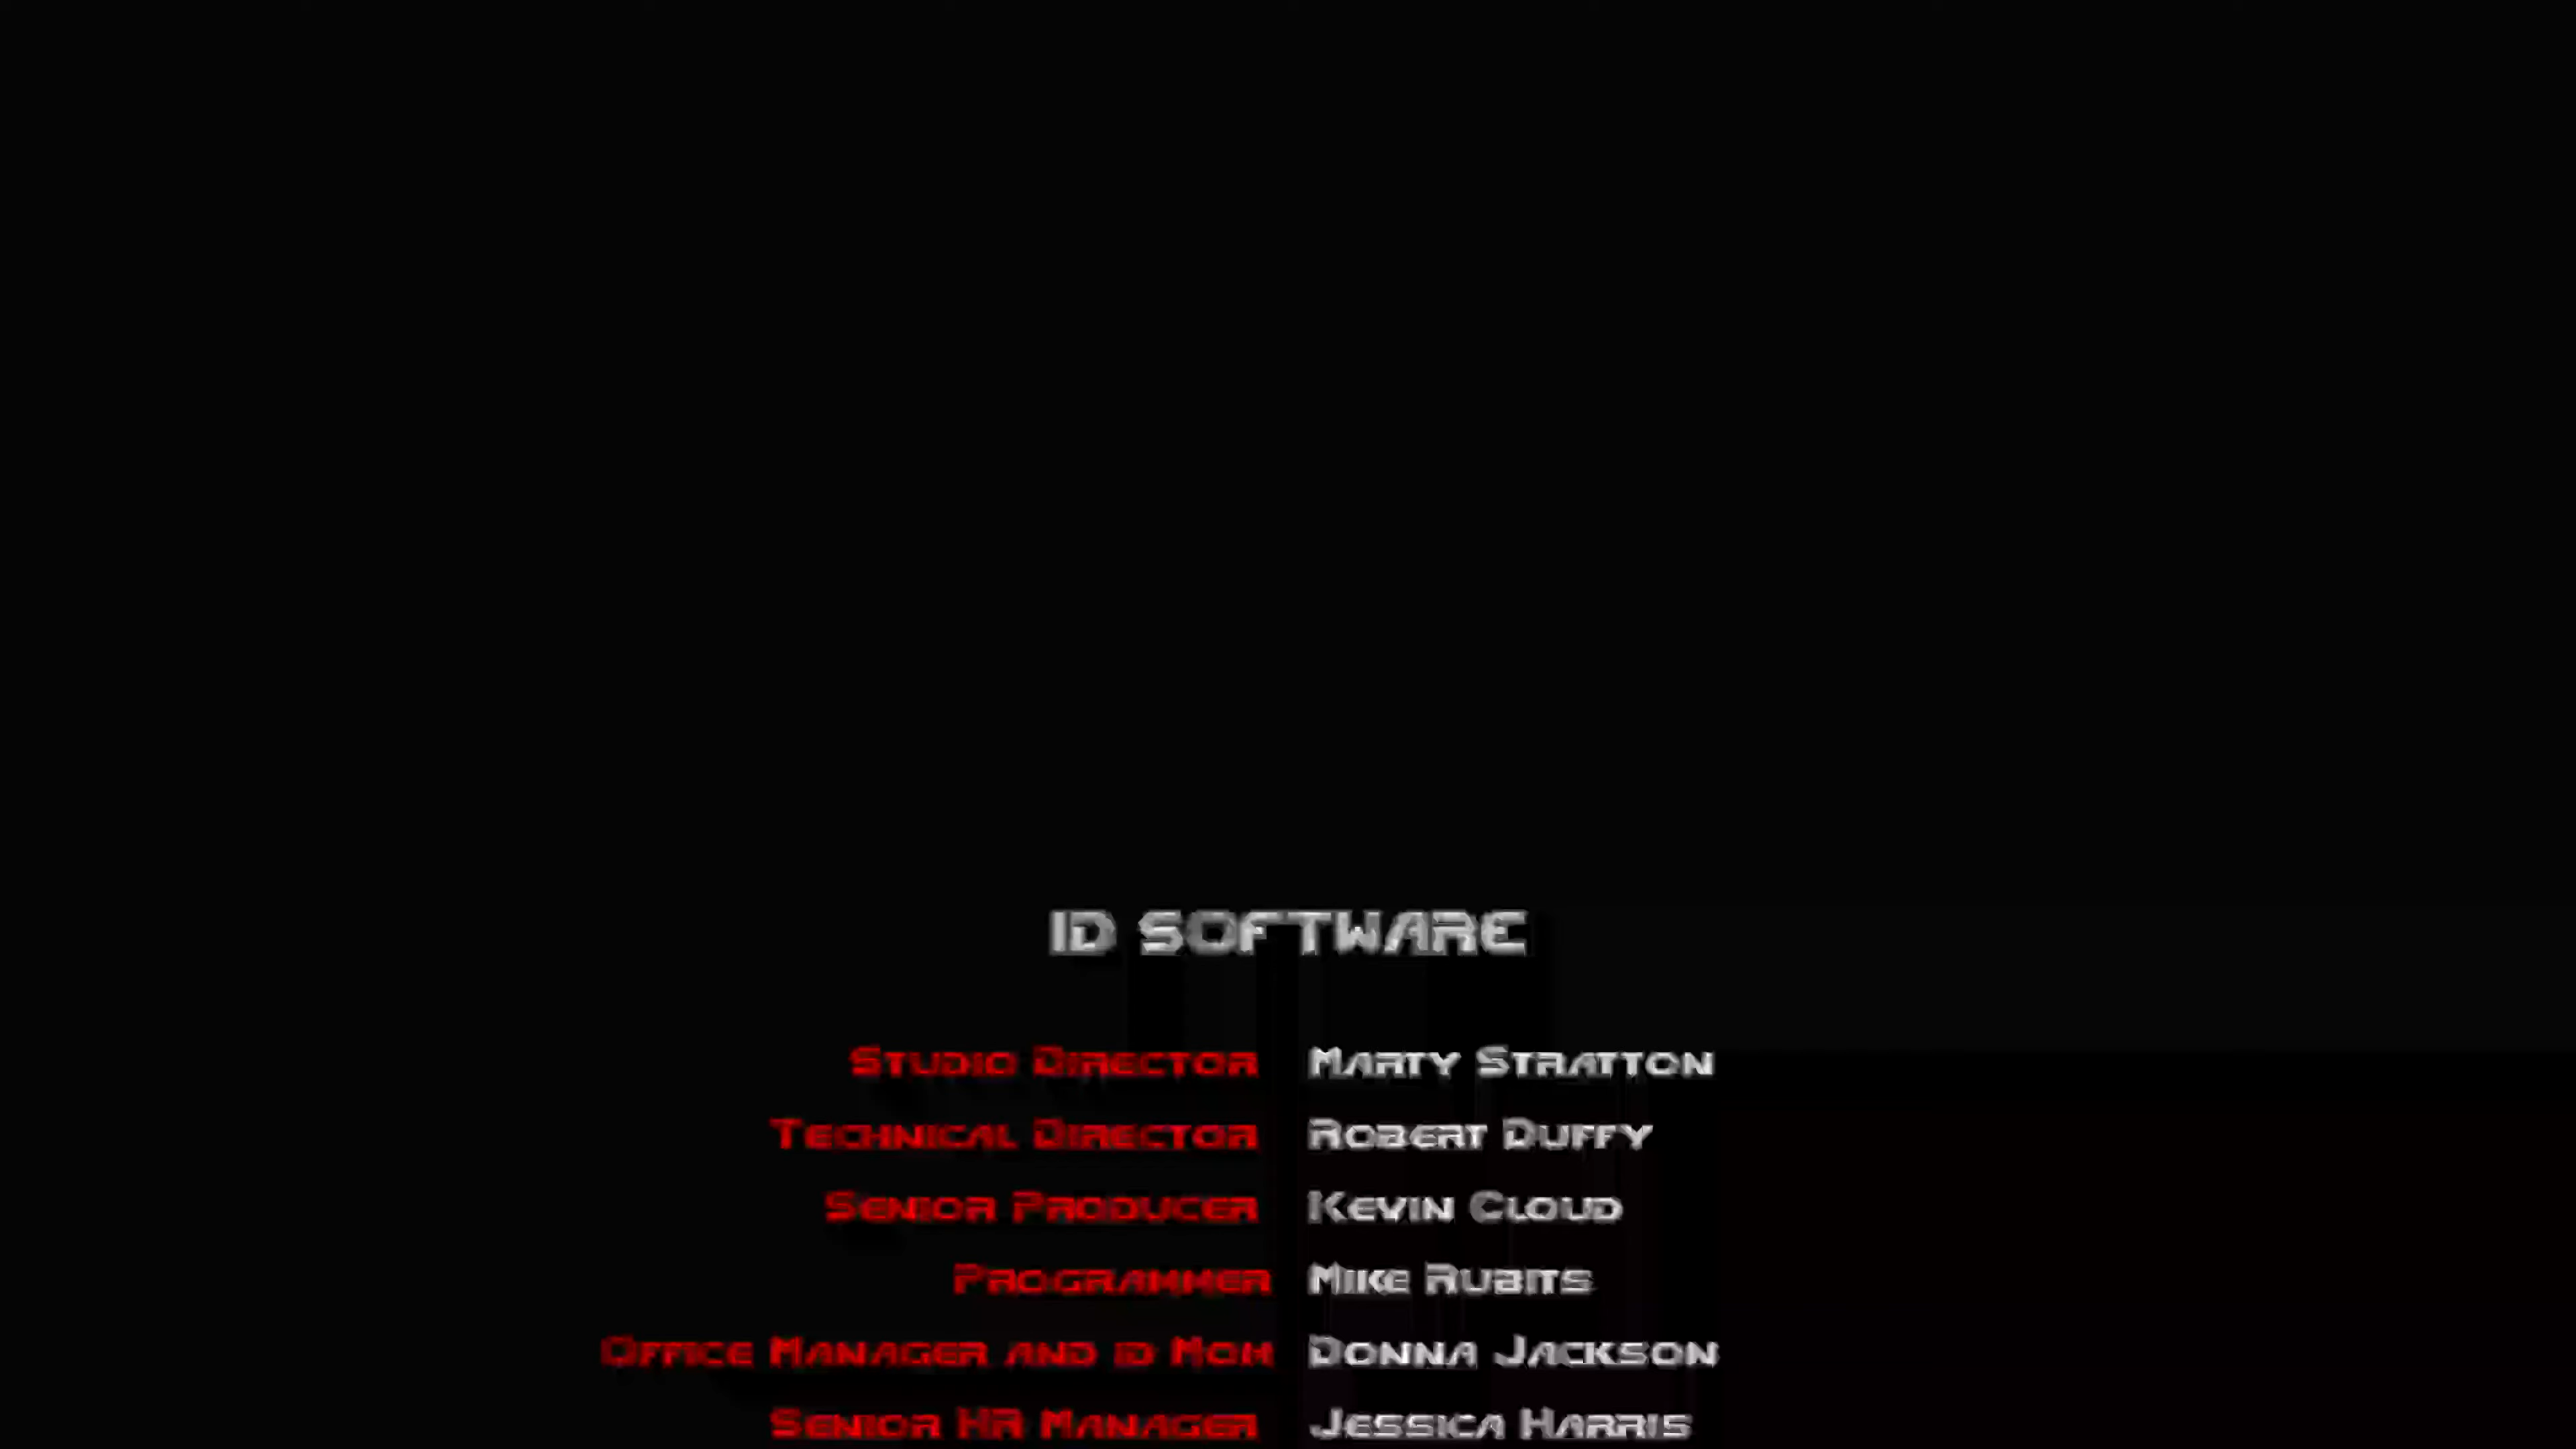 ID SOFTWARE
Studio Director Marty Stratton
Technical Director Robert Duffy
Senior Producer Kevin Cloud
Programmer Mike Rubits
Office Manager and id Mom Donna Jackson
Senior HR Manager Jessica Harris